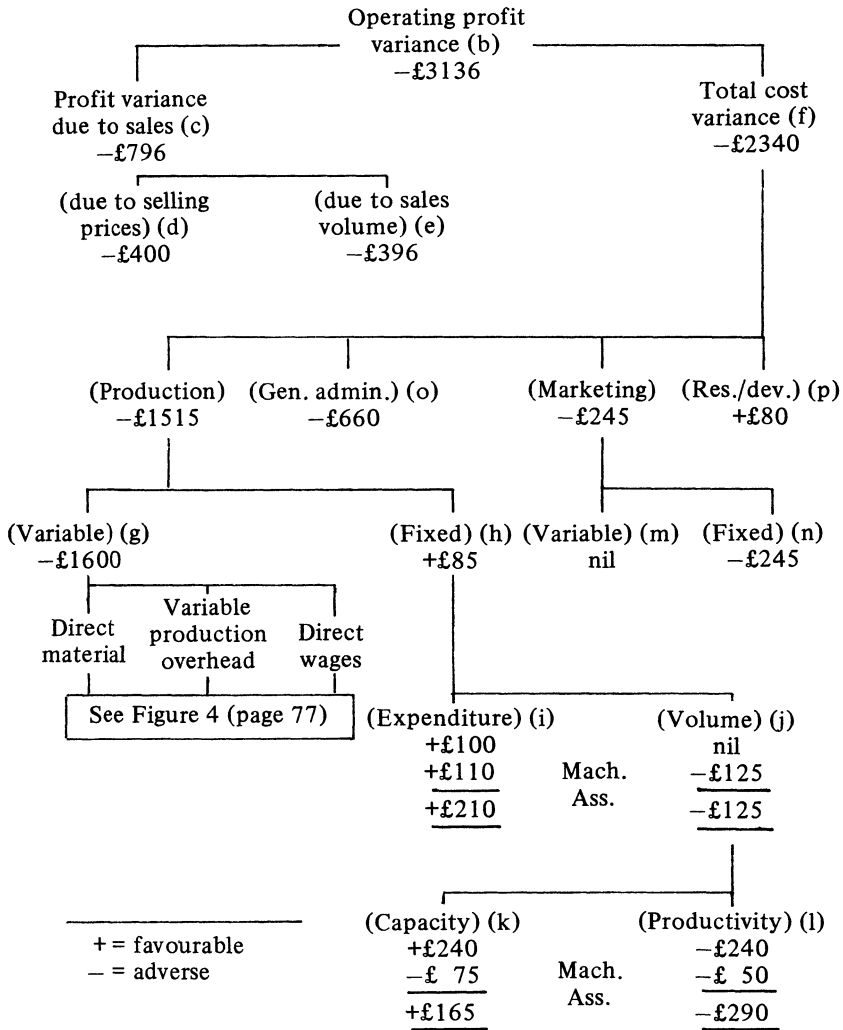 Operating profit
variance (b)
−£3136
Profit variance
due to sales (c)
−£796
Total cost
variance (f)
−£2340
(due to selling
prices) (d)
−£400
(due to sales
volume) (e)
−£396
(Production)
−£1515
(Gen. admin.) (o)
−£660
(Marketing)
−£245
(Res./dev.) (p)
+£80
(Variable) (g)
−£1600
(Fixed) (h)
+£85
(Variable) (m)
nil
(Fixed) (n)
−£245
Direct
material
Variable
production
overhead
Direct
wages
See Figure 4 (page 77)
(Expenditure) (i)
(Volume) (j)
+£100 nil
+£110 Mach. −£125
+£210 Ass. −£125
(Capacity) (k)
(Productivity) (l)
+£240 −£240
−£ 75 Mach. −£ 50
+£165 Ass. −£290
+ = favourable
− = adverse